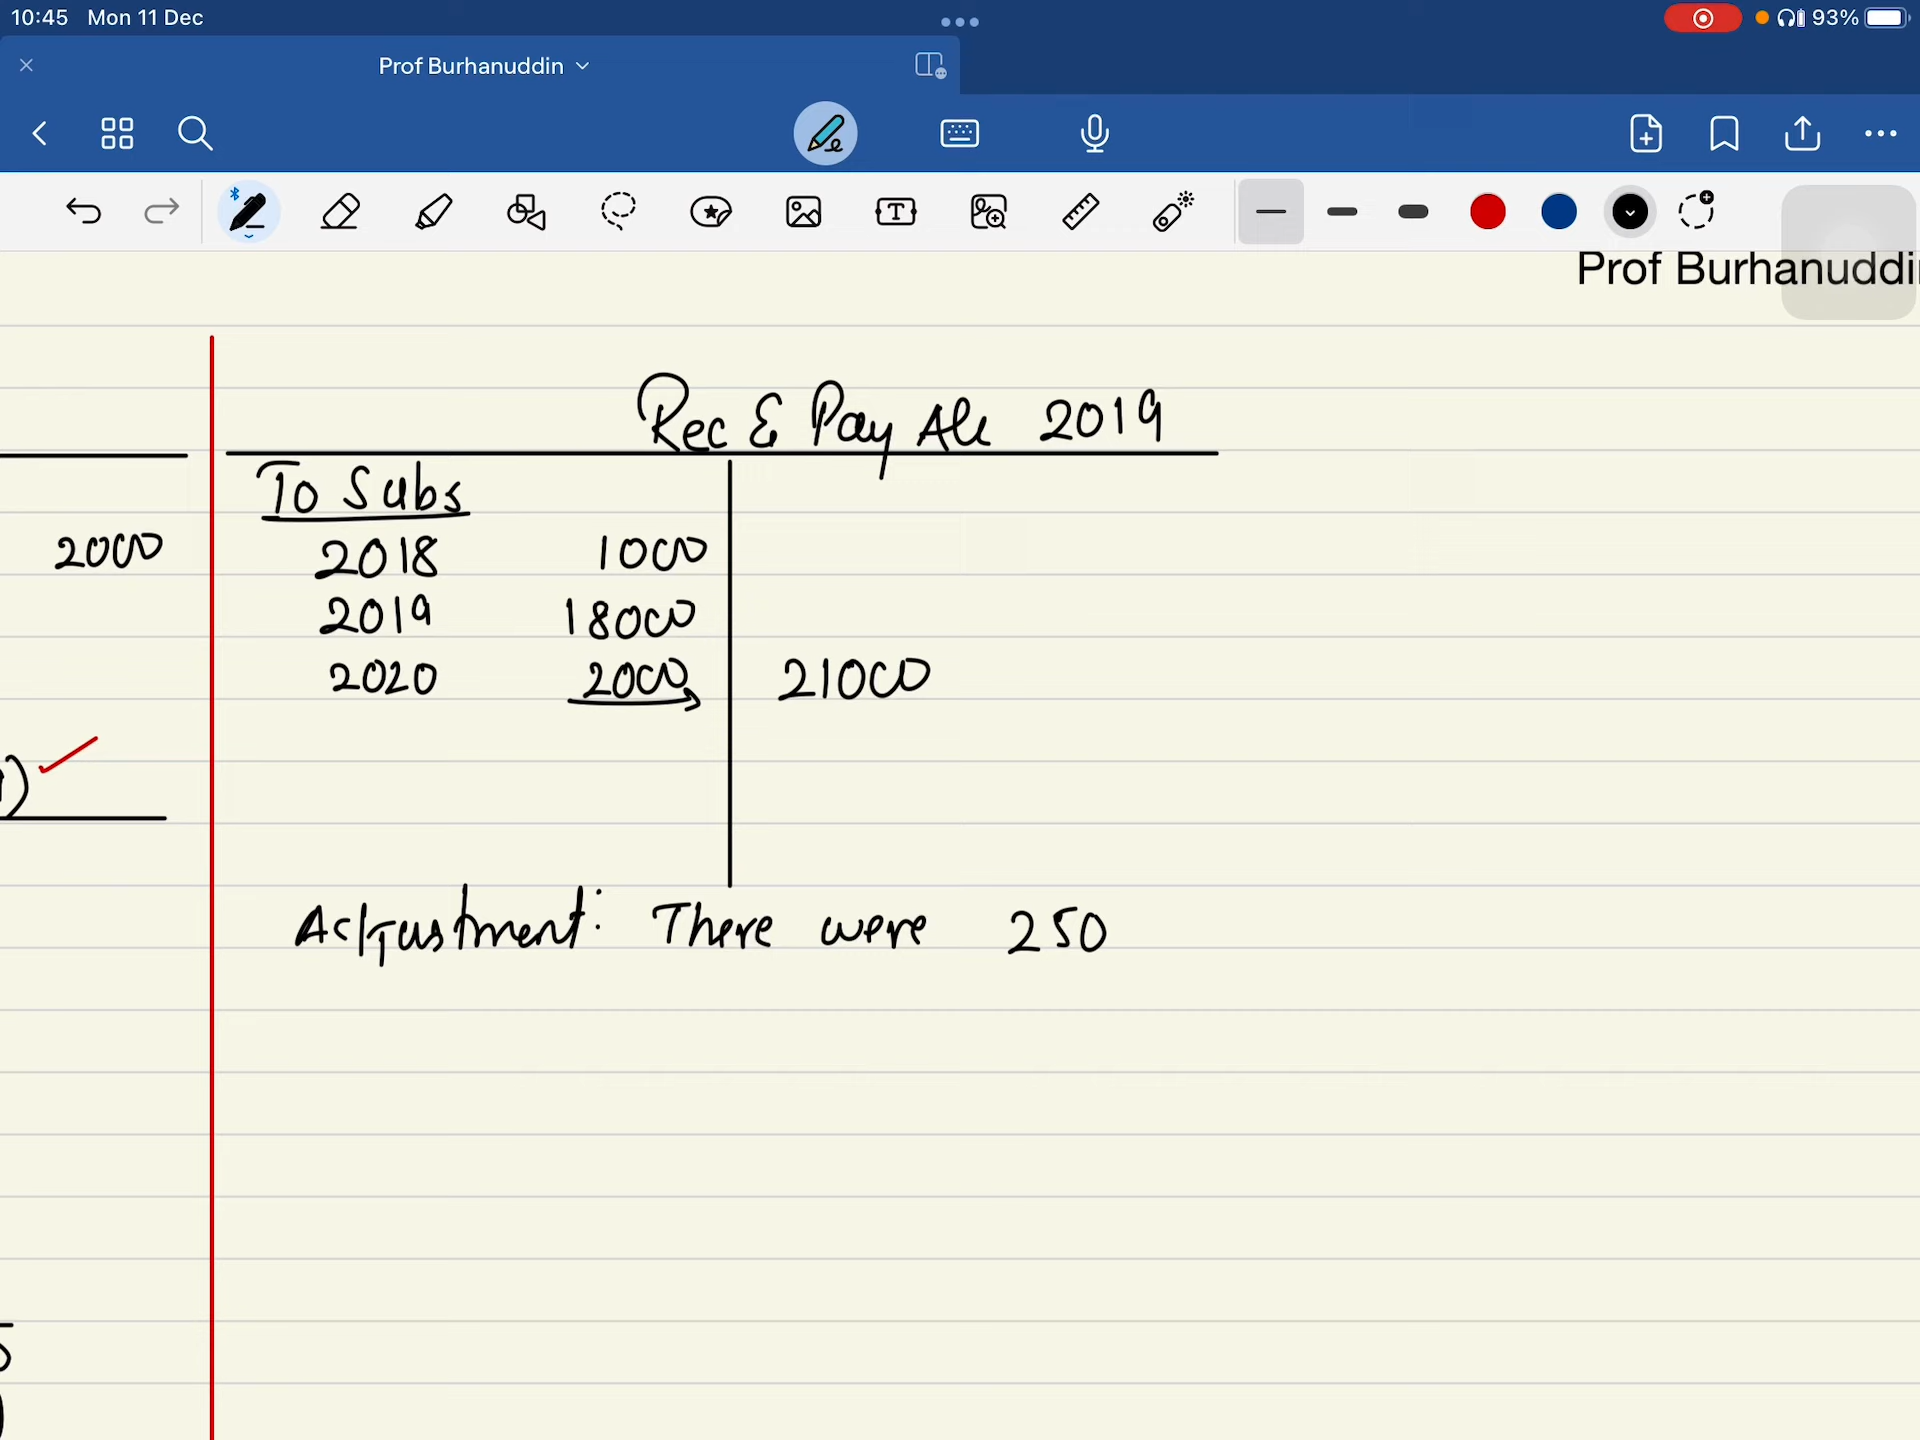 10:45 Mon 11 Dec
93%
Prof Burhanuddin
Prof Burhanuddi
Rec & Pay A/c 2019
To Subs
2000
2018 1000
2019 18000
2020 2000 21000
Adjustment: There were 250